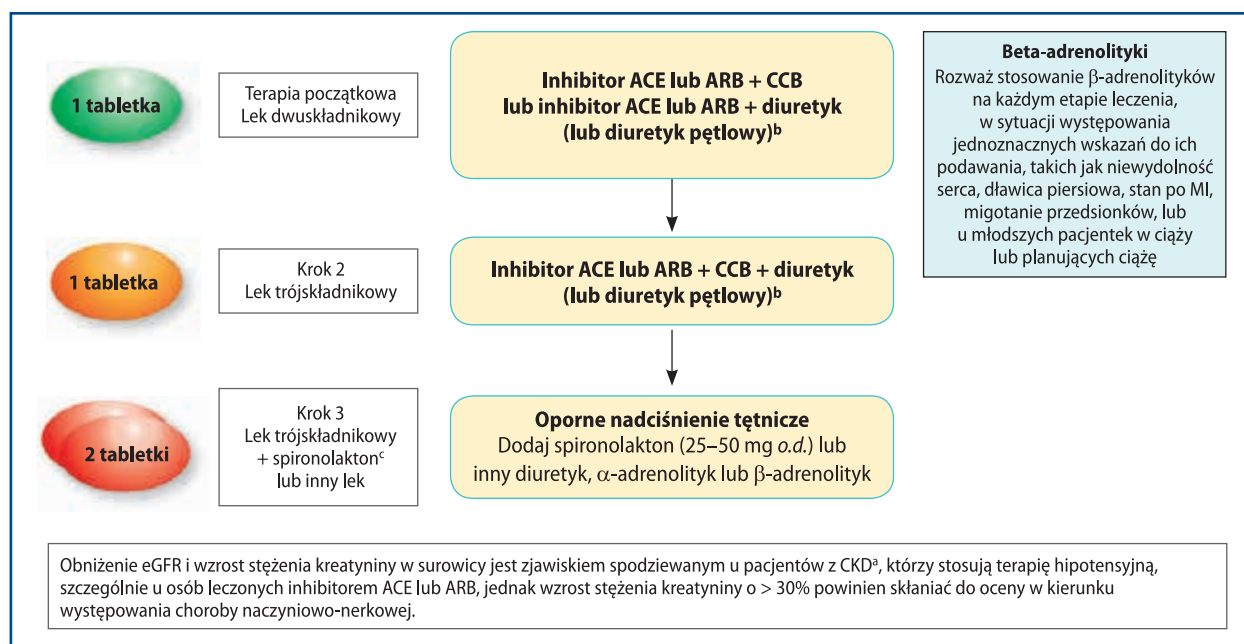 1 tabletka
Terapia początkowa
Lek dwuskładnikowy
Inhibitor ACE lub ARB + CCB
lub inhibitor ACE lub ARB + diuretyk
(lub diuretyk pętlowy)ᵇ
Beta-adrenolityki
Rozważ stosowanie β-adrenolityków
na każdym etapie leczenia,
w sytuacji występowania
jednoznacznych wskazań do ich
podawania, takich jak niewydolność
serca, dławica piersiowa, stan po MI,
migotanie przedsionków, lub
u młodszych pacjentek w ciąży
lub planujących ciążę
1 tabletka
Krok 2
Lek trójskładnikowy
Inhibitor ACE lub ARB + CCB + diuretyk
(lub diuretyk pętlowy)ᵇ
2 tabletki
Krok 3
Lek trójskładnikowy
+ spironolaktonᶜ
lub inny lek
Oporne nadciśnienie tętnicze
Dodaj spironolakton (25–50 mg o.d.) lub
inny diuretyk, α-adrenolityk lub β-adrenolityk
Obniżenie eGFR i wzrost stężenia kreatyniny w surowicy jest zjawiskiem spodziewanym u pacjentów z CKDᵃ, którzy stosują terapię hipotensyjną,
szczególnie u osób leczonych inhibitorem ACE lub ARB, jednak wzrost stężenia kreatyniny o > 30% powinien skłaniać do oceny w kierunku
występowania choroby naczyniowo-nerkowej.